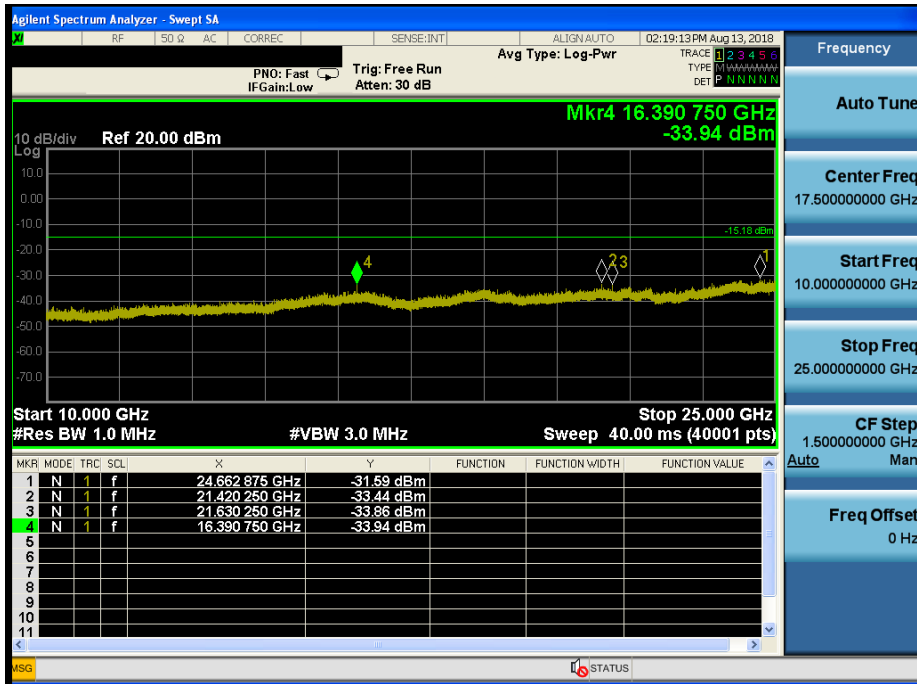 Agilent Spectrum Analyzer - Swept SA
RF 50 Ω AC CORREC SENSE:INT ALIGN AUTO 02:19:13 PM Aug 13, 2018
Avg Type: Log-Pwr
TRACE 1 2 3 4 5 6
TYPE M WWWWW
DET P N N N N N
PNO: Fast
IFGain:Low
Trig: Free Run
Atten: 30 dB
Mkr4 16.390 750 GHz
-33.94 dBm
10 dB/div Ref 20.00 dBm
Log
10.0
0.00
-10.0
-15.18 dBm
-20.0
-30.0
-40.0
-50.0
-60.0
-70.0
4
2 3
1
Start 10.000 GHz Stop 25.000 GHz
#Res BW 1.0 MHz #VBW 3.0 MHz Sweep 40.00 ms (40001 pts)
MKR MODE TRC SCL X Y FUNCTION FUNCTION WIDTH FUNCTION VALUE
1 N 1 f 24.662 875 GHz -31.59 dBm
2 N 1 f 21.420 250 GHz -33.44 dBm
3 N 1 f 21.630 250 GHz -33.86 dBm
4 N 1 f 16.390 750 GHz -33.94 dBm
5
6
7
8
9
10
11
MSG STATUS
Frequency
Auto Tune
Center Freq
17.500000000 GHz
Start Freq
10.000000000 GHz
Stop Freq
25.000000000 GHz
CF Step
1.500000000 GHz
Auto Man
Freq Offset
0 Hz